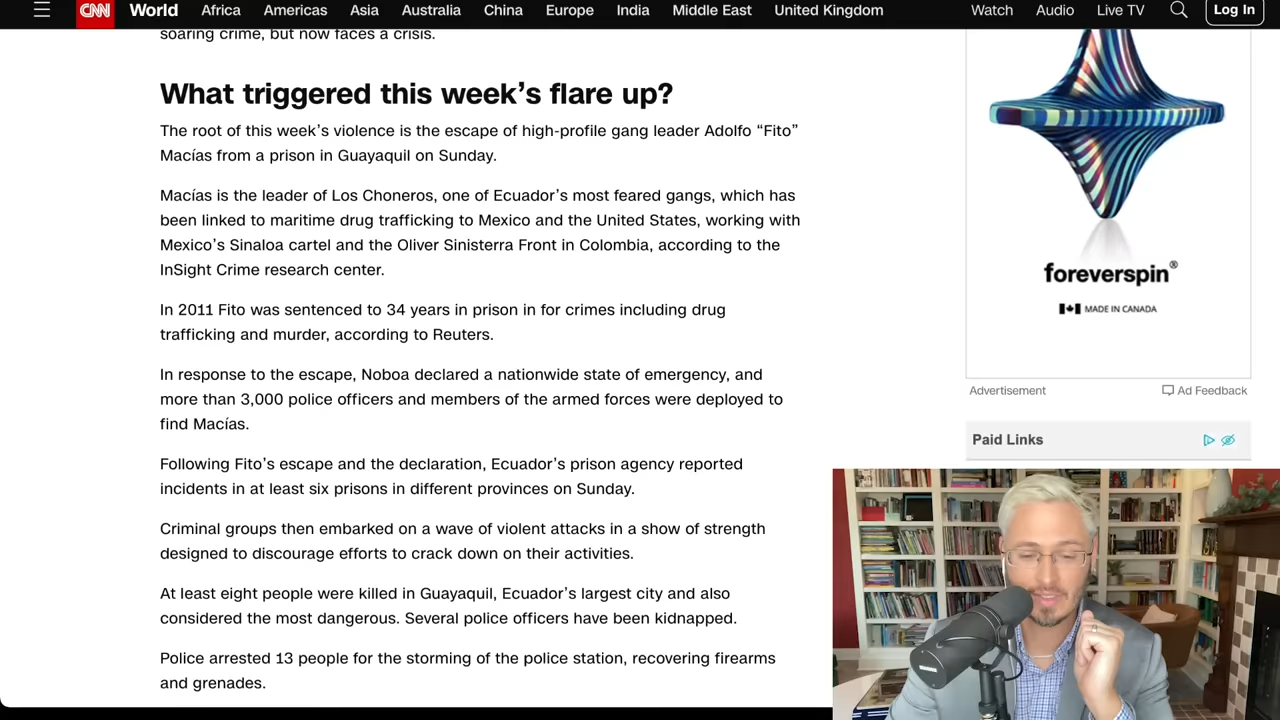 CNN World Africa Americas Asia Australia China Europe India Middle East United Kingdom Watch Audio Live TV Log In
soaring crime, but now faces a crisis.
What triggered this week’s flare up?
The root of this week’s violence is the escape of high-profile gang leader Adolfo “Fito”
Macías from a prison in Guayaquil on Sunday.
Macías is the leader of Los Choneros, one of Ecuador’s most feared gangs, which has
been linked to maritime drug trafficking to Mexico and the United States, working with
Mexico’s Sinaloa cartel and the Oliver Sinisterra Front in Colombia, according to the
InSight Crime research center.
In 2011 Fito was sentenced to 34 years in prison in for crimes including drug
trafficking and murder, according to Reuters.
In response to the escape, Noboa declared a nationwide state of emergency, and
more than 3,000 police officers and members of the armed forces were deployed to
find Macías.
Following Fito’s escape and the declaration, Ecuador’s prison agency reported
incidents in at least six prisons in different provinces on Sunday.
Criminal groups then embarked on a wave of violent attacks in a show of strength
designed to discourage efforts to crack down on their activities.
At least eight people were killed in Guayaquil, Ecuador’s largest city and also
considered the most dangerous. Several police officers have been kidnapped.
Police arrested 13 people for the storming of the police station, recovering firearms
and grenades.
foreverspin®
MADE IN CANADA
Advertisement Ad Feedback
Paid Links